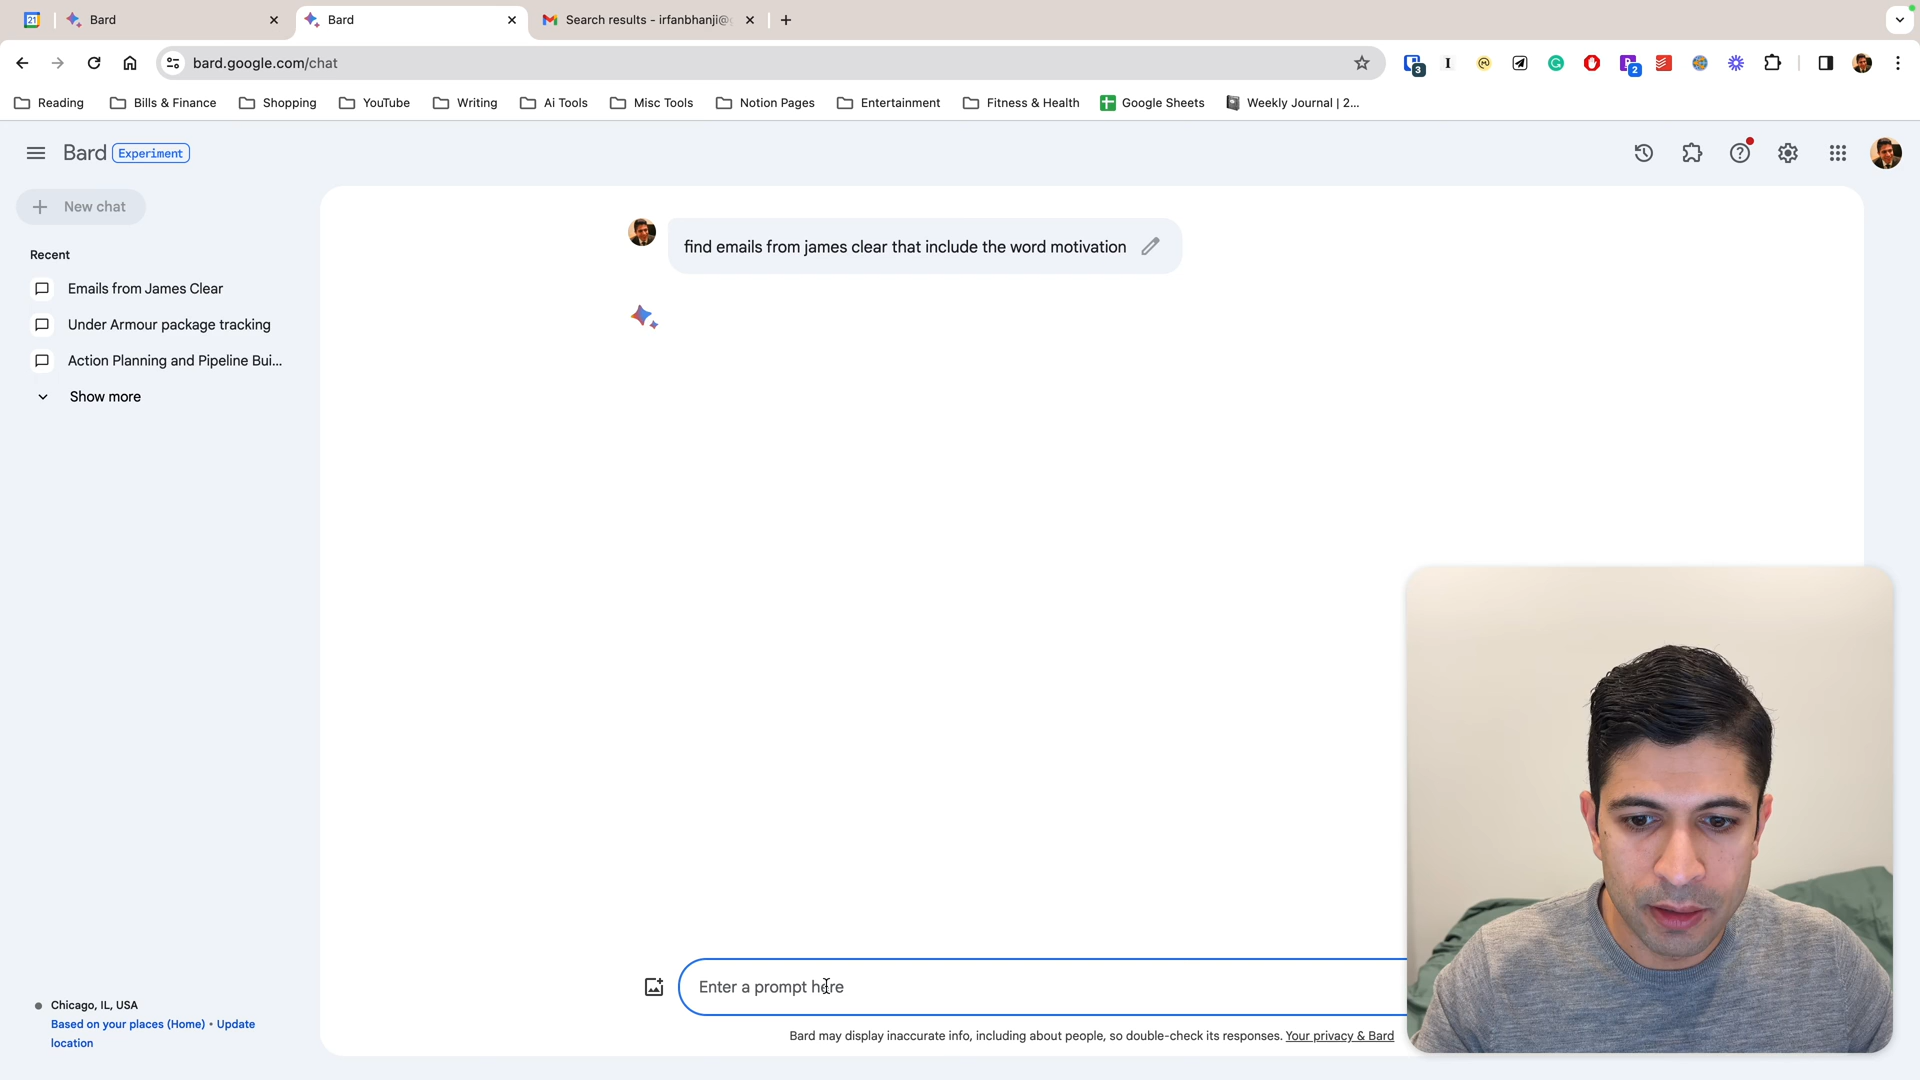 21
Bard
Bard
Search results - irfanbhanji@
bard.google.com/chat
3
2
Reading
Bills & Finance
Shopping
YouTube
Writing
Ai Tools
Misc Tools
Notion Pages
Entertainment
Fitness & Health
Google Sheets
Weekly Journal | 2...
Bard Experiment
New chat
Recent
Emails from James Clear
Under Armour package tracking
Action Planning and Pipeline Bui...
Show more
find emails from james clear that include the word motivation
Enter a prompt here
Bard may display inaccurate info, including about people, so double-check its responses. Your privacy & Bard
Chicago, IL, USA
Based on your places (Home) • Update
location